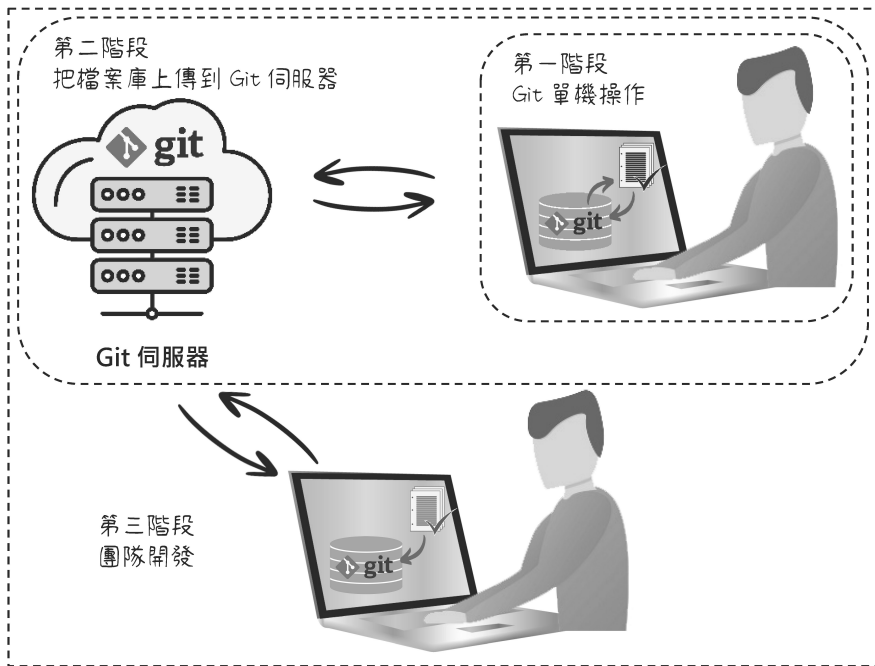 第二階段
把檔案庫上傳到 Git 伺服器
git
Git 伺服器
第一階段
Git 單機操作
git
第三階段
團隊開發
git